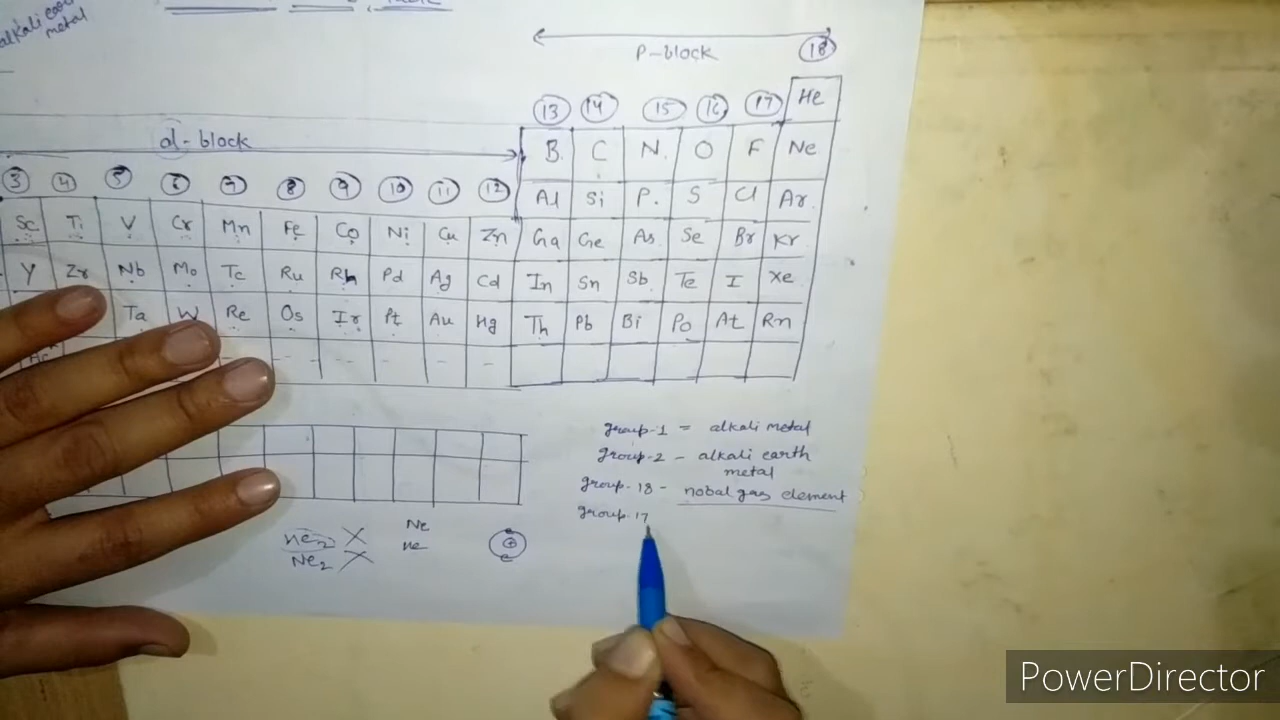 alkali
metal
P-block
18
He
13 14 15 16 17
d-block
B C N O F Ne
3 4 5 6 7 8 9 10 11 12
Al Si P S Cl Ar
Sc Ti V Cr Mn Fe Co Ni Cu Zn Ga Ge As Se Br Kr
Y Zr Nb Mo Tc Ru Rh Pd Ag Cd In Sn Sb Te I Xe
Ta W Re Os Ir Pt Au Hg Th Pb Bi Po At Rn
Ac
group-1 = alkali metal
group-2 - alkali earth
metal
group-18 - nobal gas element
group-17
Ne
He
Ne2
PowerDirector